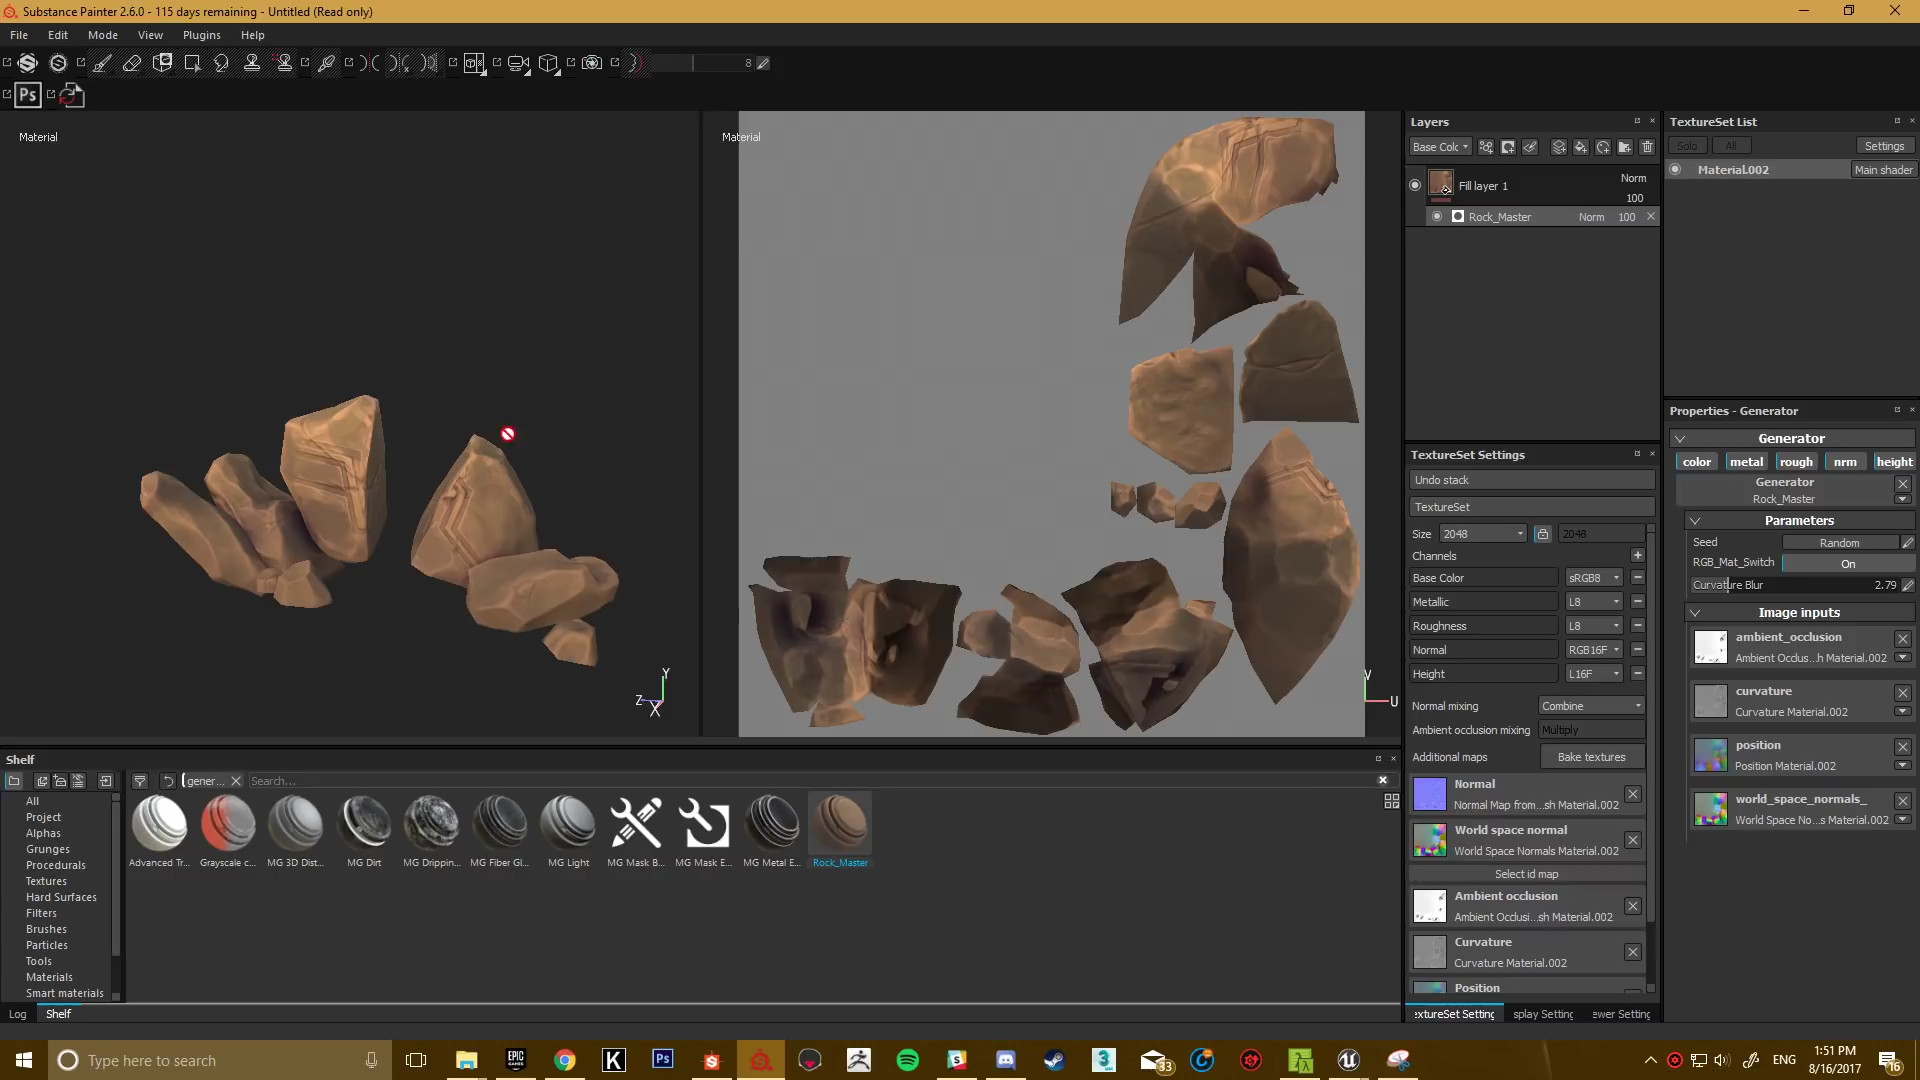 Substance Painter 2.6.0 - 115 days remaining - Untitled (Read only)
File Edit Mode View Plugins Help
8
Ps
Material
Material
Y
Z
X
V
U
Layers
Base Colc
Fill layer 1
Norm
100
Rock_Master Norm 100
TextureSet List
Solo All Settings
Material.002 Main shader
TextureSet Settings
Undo stack
TextureSet
Size 2048 2048
Channels
Base Color sRGB8
Metallic L8
Roughness L8
Normal RGB16F
Height L16F
Normal mixing Combine
Ambient occlusion mixing Multiply
Additional maps Bake textures
Normal
Normal Map from...sh Material.002
World space normal
World Space Normals Material.002
Select id map
Ambient occlusion
Ambient Occlusi...sh Material.002
Curvature
Curvature Material.002
Position
extureSet Setting splay Setting ewer Setting
Properties - Generator
Generator
color metal rough nrm height
Generator
Rock_Master
Parameters
Seed Random
RGB_Mat_Switch On
Curvature Blur 2.79
Image inputs
ambient_occlusion
Ambient Occlus...h Material.002
curvature
Curvature Material.002
position
Position Material.002
world_space_normals_
World Space No...s Material.002
Shelf
gener... Search...
All
Project
Alphas
Grunges
Procedurals
Textures
Hard Surfaces
Filters
Brushes
Particles
Tools
Materials
Smart materials
Advanced Tr... Grayscale c... MG 3D Dist... MG Dirt MG Drippin... MG Fiber Gl... MG Light MG Mask B... MG Mask E... MG Metal E... Rock_Master
Log Shelf
Type here to search
EPIC GAMES
K
Ps
33
ENG
1:51 PM
8/16/2017
16